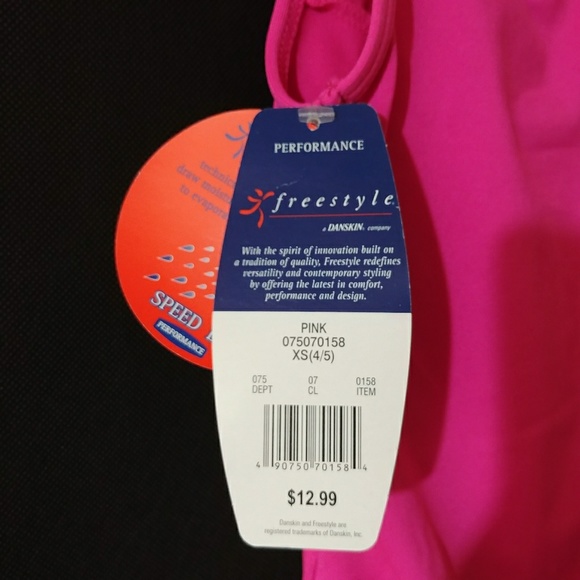 PERFORMANCE
freestyle
a DANSKIN company
With the spirit of innovation built on
a tradition of quality, Freestyle redefines
versatility and contemporary styling
by offering the latest in comfort,
performance and design.
PINK
075070158
XS(4/5)
075 07 0158
DEPT CL ITEM
4 90750 70158 4
$12.99
Danskin and Freestyle are
registered trademarks of Danskin, Inc.
draw
to
SPEED
PERFORMANCE